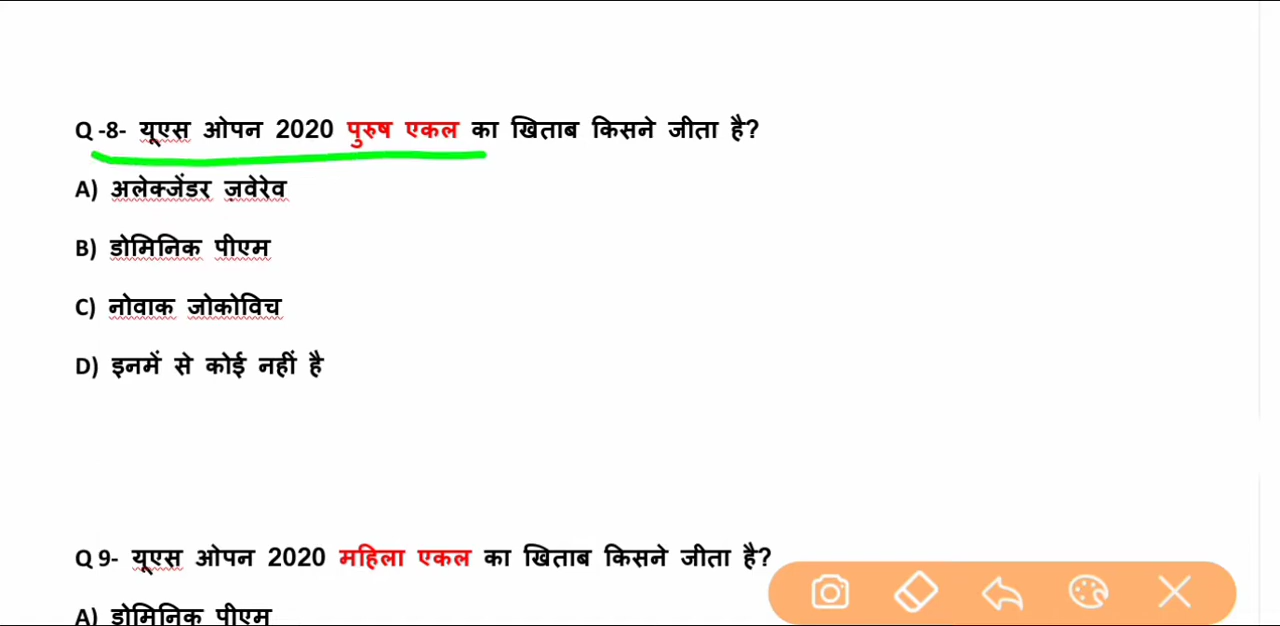 Q -8- यूएस ओपन 2020 पुरुष एकल का खिताब किसने जीता है?
A) अलेक्जेंडर ज़वेरेव
B) डोमिनिक पीएम
C) नोवाक जोकोविच
D) इनमें से कोई नहीं है
Q 9- यूएस ओपन 2020 महिला एकल का खिताब किसने जीता है?
A) डोमिनिक पीएम